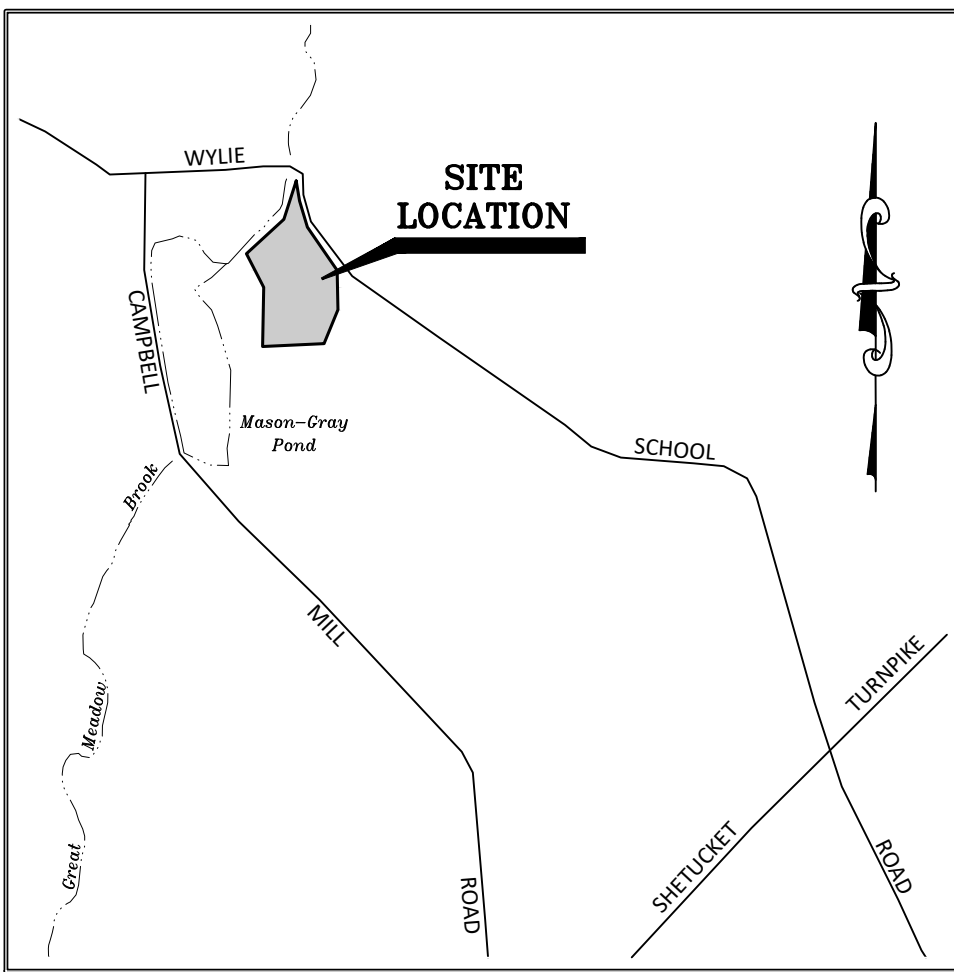 WYLIE
SITE
LOCATION
CAMPBELL
Mason-Gray
Pond
SCHOOL
Brook
MILL
TURNPIKE
Meadow
SHETUCKET
Great
ROAD
ROAD